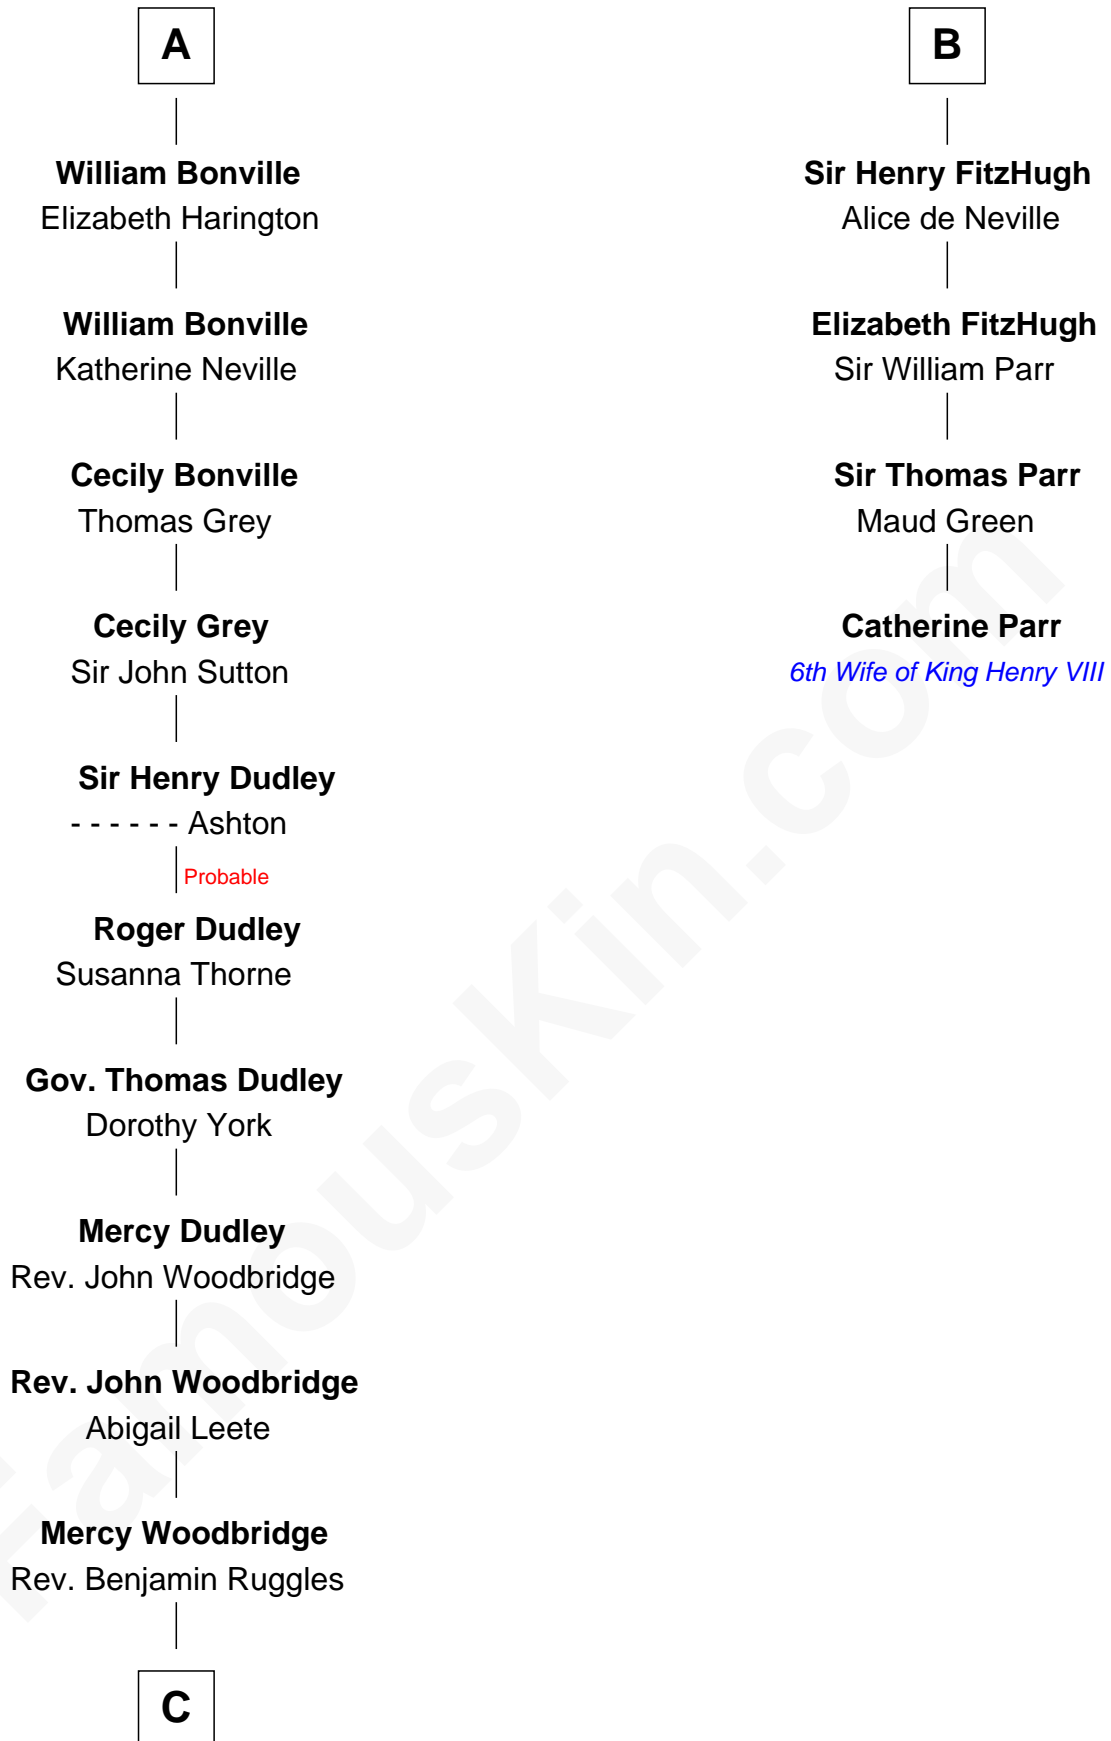 A
William Bonville
Elizabeth Harington
William Bonville
Katherine Neville
Cecily Bonville
Thomas Grey
Cecily Grey
Sir John Sutton
Sir Henry Dudley
- - - - - - Ashton
Probable
Roger Dudley
Susanna Thorne
Gov. Thomas Dudley
Dorothy York
Mercy Dudley
Rev. John Woodbridge
Rev. John Woodbridge
Abigail Leete
Mercy Woodbridge
Rev. Benjamin Ruggles
C
B
Sir Henry FitzHugh
Alice de Neville
Elizabeth FitzHugh
Sir William Parr
Sir Thomas Parr
Maud Green
Catherine Parr
6th Wife of King Henry VIII
FamousKin.com